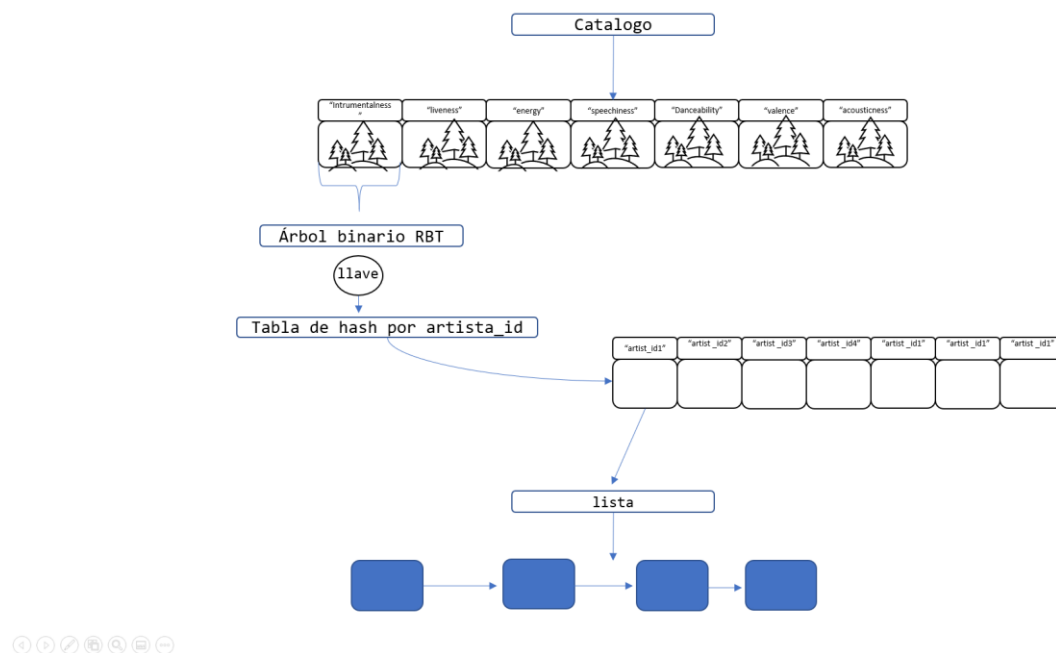 Catalogo
"Intrumentalness
"
"liveness"
"energy"
"speechiness"
"Danceability"
"valence"
"acousticness"
Árbol binario RBT
llave
Tabla de hash por artista_id
"artist_id1"
"artist _id2"
"artist _id3"
"artist _id4"
"artist _id1"
"artist _id1"
"artist _id1"
lista